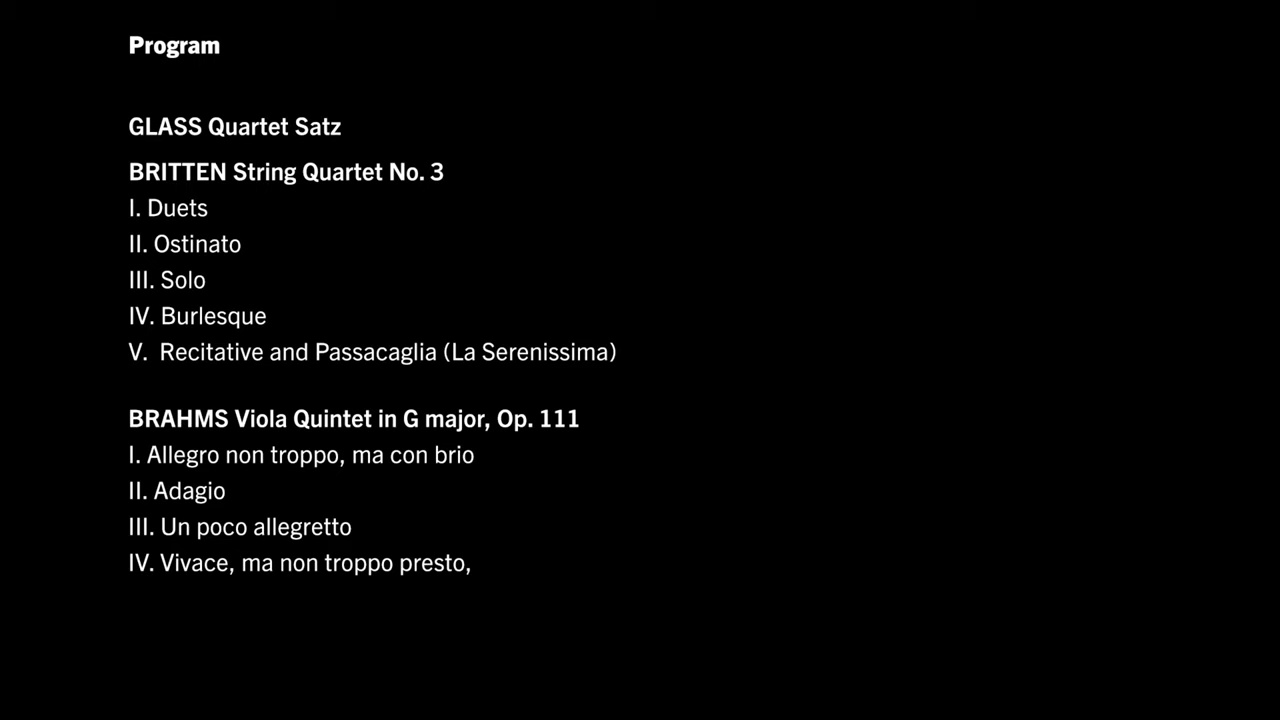 Program
GLASS Quartet Satz
BRITTEN String Quartet No. 3
I. Duets
II. Ostinato
III. Solo
IV. Burlesque
V. Recitative and Passacaglia (La Serenissima)
BRAHMS Viola Quintet in G major, Op. 111
I. Allegro non troppo, ma con brio
II. Adagio
III. Un poco allegretto
IV. Vivace, ma non troppo presto,